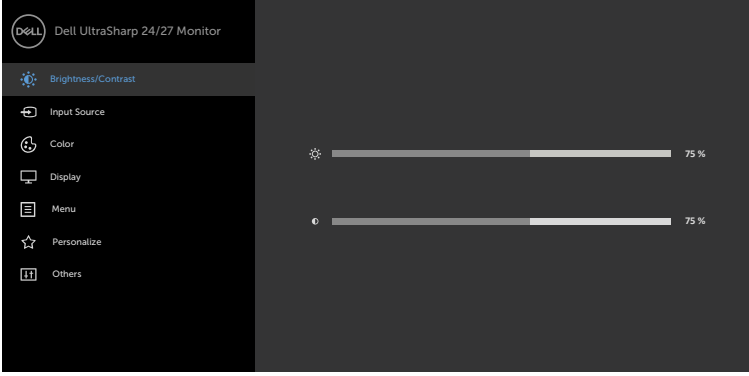 DELL Dell UltraSharp 24/27 Monitor
Brightness/Contrast
Input Source
Color
Display
Menu
Personalize
Others
75 %
75 %